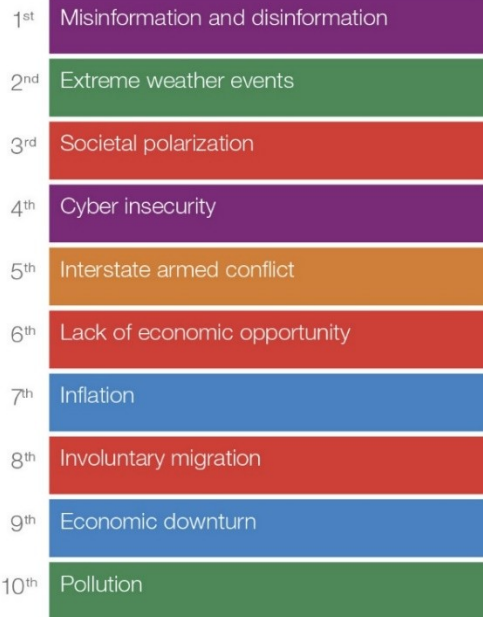 1st Misinformation and disinformation
2nd Extreme weather events
3rd Societal polarization
4th Cyber insecurity
5th Interstate armed conflict
6th Lack of economic opportunity
7th Inflation
8th Involuntary migration
9th Economic downturn
10th Pollution